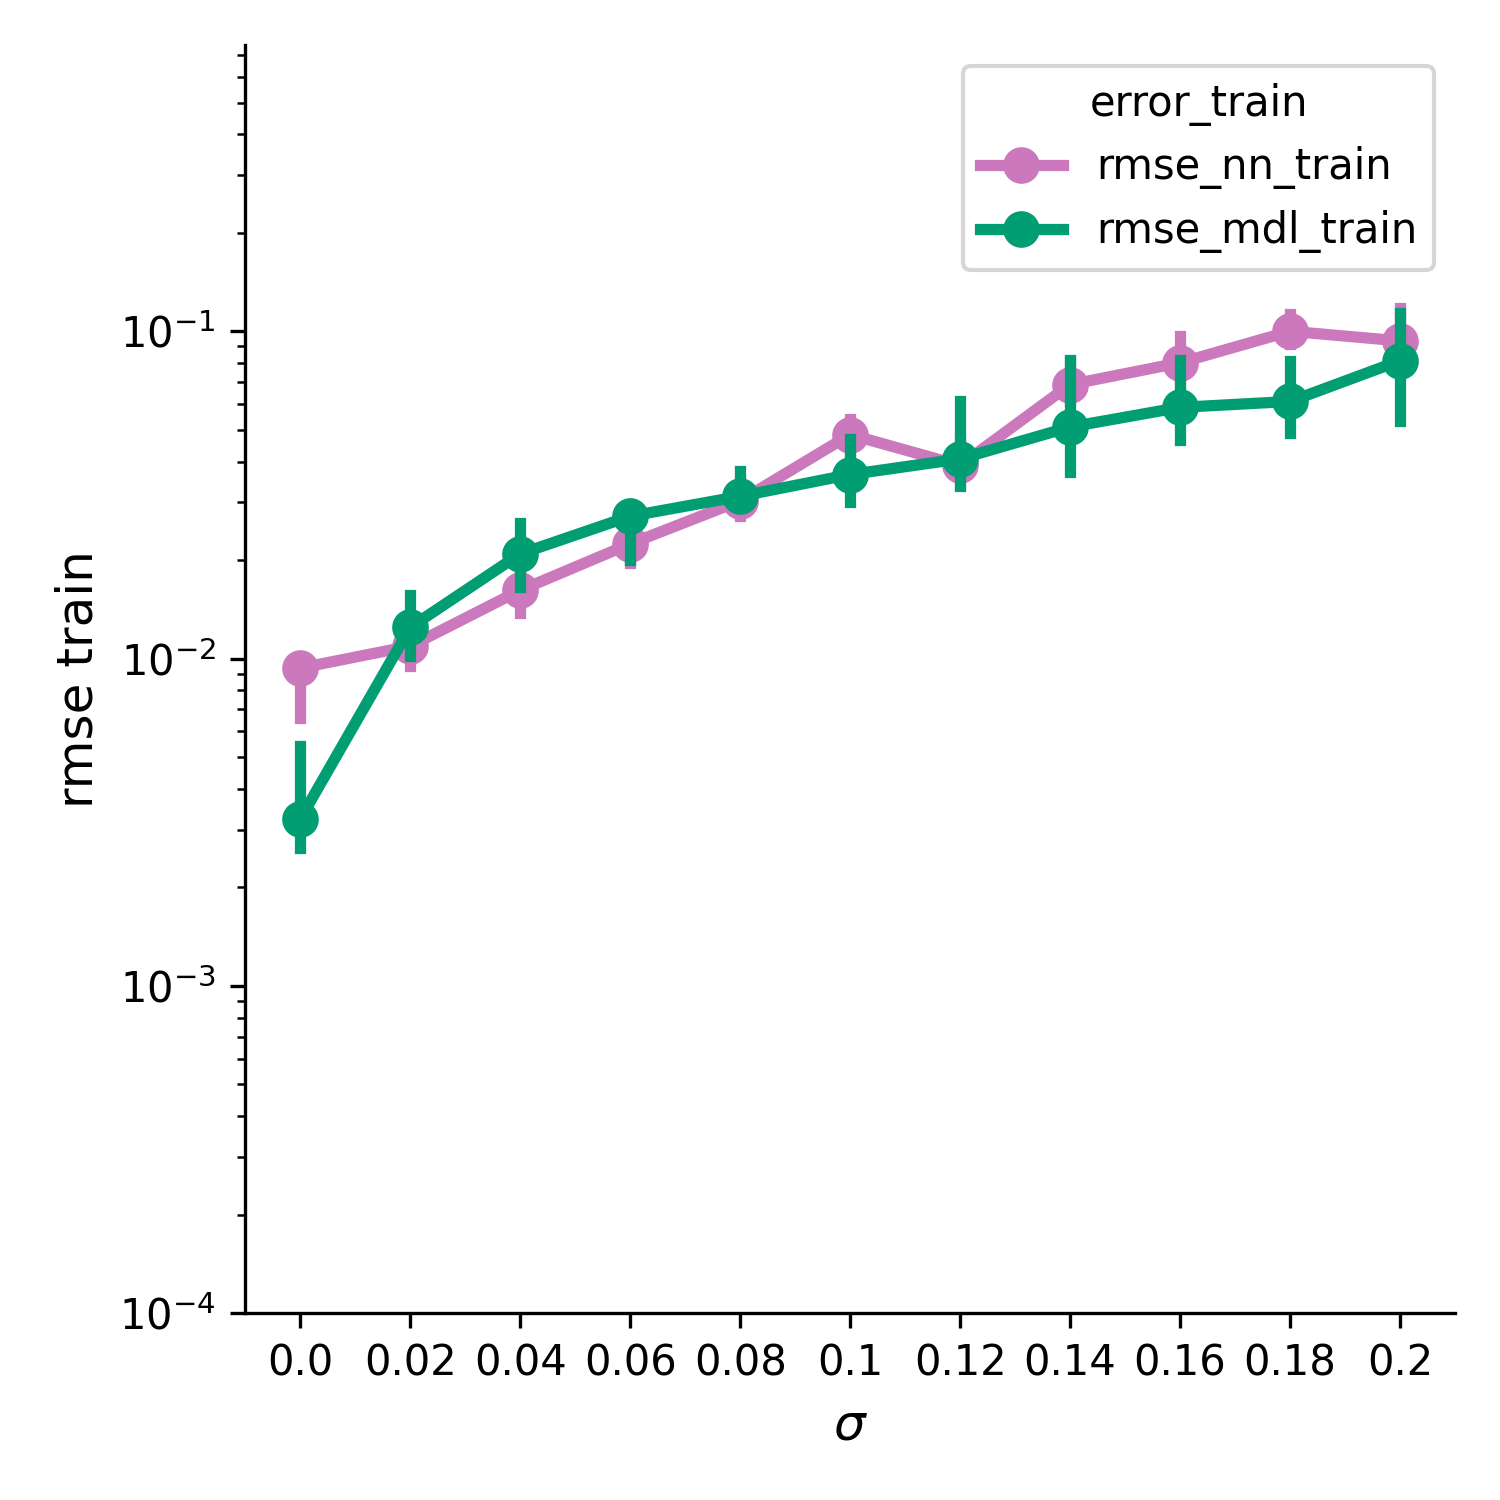 error_train
rmse_nn_train
rmse_mdl_train
rmse train
10⁻¹
10⁻²
10⁻³
10⁻⁴
0.0 0.02 0.04 0.06 0.08 0.1 0.12 0.14 0.16 0.18 0.2
σ